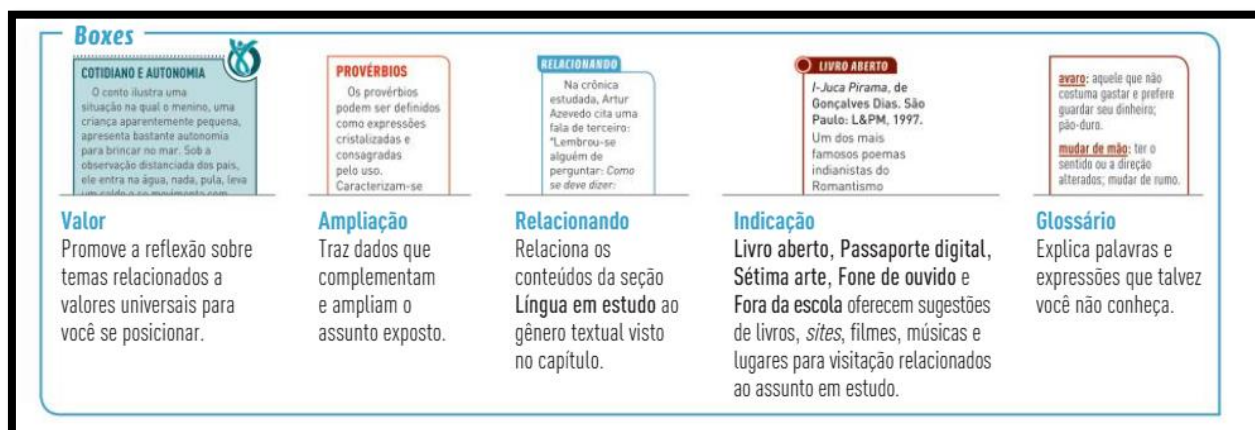 Boxes
COTIDIANO E AUTONOMIA
O conto ilustra uma
situação na qual o menino, uma
criança aparentemente pequena,
apresenta bastante autonomia
para brincar no mar. Sob a
observação distanciada dos pais,
ele entra na água, nada, pula, leva
um caldo e se movimenta com
Valor
Promove a reflexão sobre
temas relacionados a
valores universais para
você se posicionar.
PROVÉRBIOS
Os provérbios
podem ser definidos
como expressões
cristalizadas e
consagradas
pelo uso.
Caracterizam-se
Ampliação
Traz dados que
complementam
e ampliam o
assunto exposto.
RELACIONANDO
Na crônica
estudada, Artur
Azevedo cita uma
fala de terceiro:
"Lembrou-se
alguém de
perguntar: Como
se deve dizer:
Relacionando
Relaciona os
conteúdos da seção
Língua em estudo ao
gênero textual visto
no capítulo.
LIVRO ABERTO
I-Juca Pirama, de
Gonçalves Dias. São
Paulo: L&PM, 1997.
Um dos mais
famosos poemas
indianistas do
Romantismo
Indicação
Livro aberto, Passaporte digital,
Sétima arte, Fone de ouvido e
Fora da escola oferecem sugestões
de livros, sites, filmes, músicas e
lugares para visitação relacionados
ao assunto em estudo.
avaro: aquele que não
costuma gastar e prefere
guardar seu dinheiro;
pão-duro.
mudar de mão: ter o
sentido ou a direção
alterados; mudar de rumo.
Glossário
Explica palavras e
expressões que talvez
você não conheça.